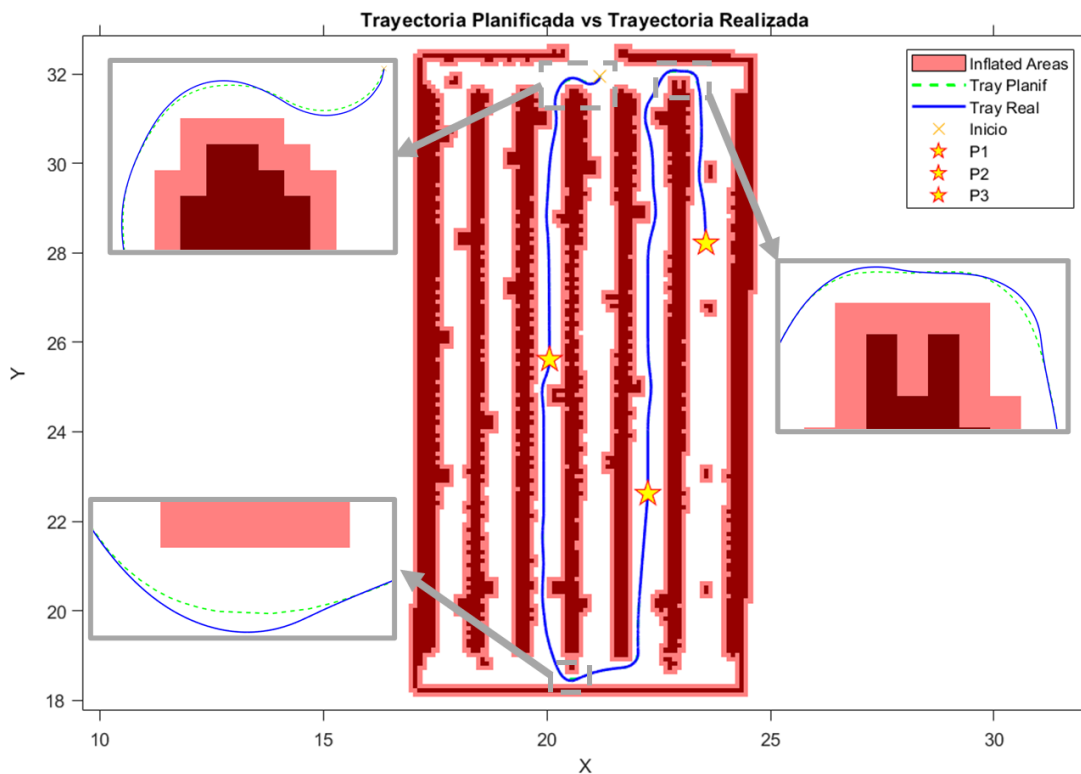 Trayectoria Planificada vs Trayectoria Realizada
Inflated Areas
Tray Planif
Tray Real
Inicio
P1
P2
P3
Y
32
30
28
26
24
22
20
18
10
15
20
25
30
X